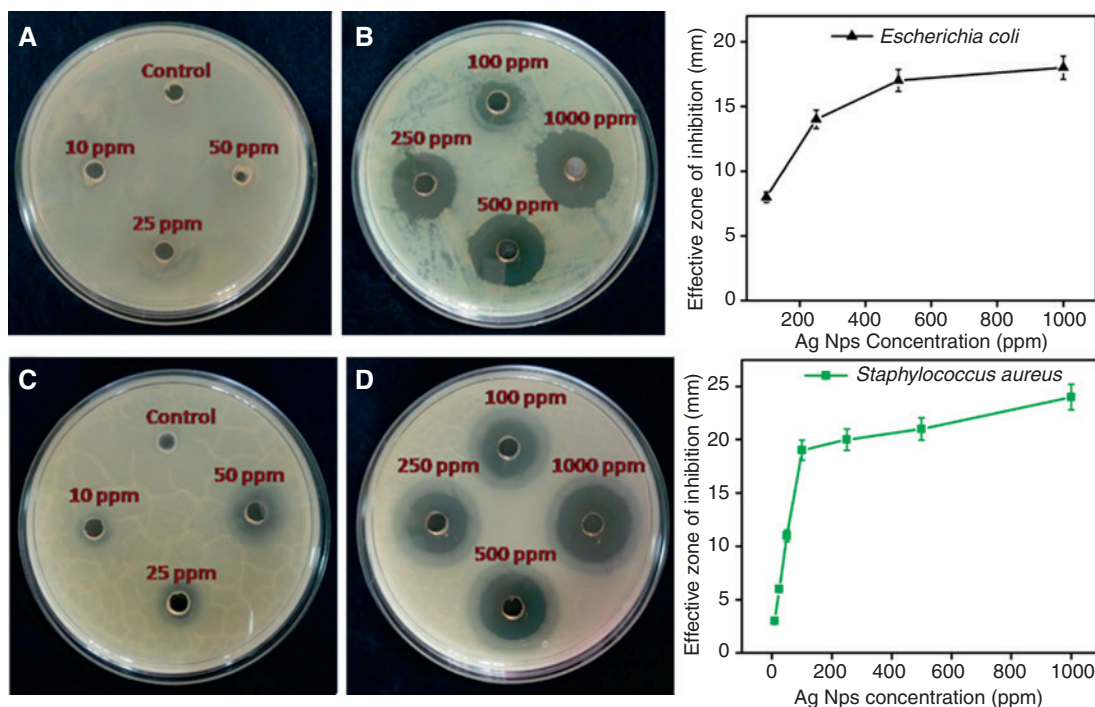 A
Control
10 ppm
50 ppm
25 ppm
B
100 ppm
250 ppm
1000 ppm
500 ppm
Effective zone of inhibition (mm)
20
15
10
5
0
Escherichia coli
200 400 600 800 1000
Ag Nps Concentration (ppm)
C
Control
10 ppm
50 ppm
25 ppm
D
100 ppm
250 ppm
1000 ppm
500 ppm
Effective zone of inhibition (mm)
25
20
15
10
5
0
Staphylococcus aureus
0 200 400 600 800 1000
Ag Nps concentration (ppm)